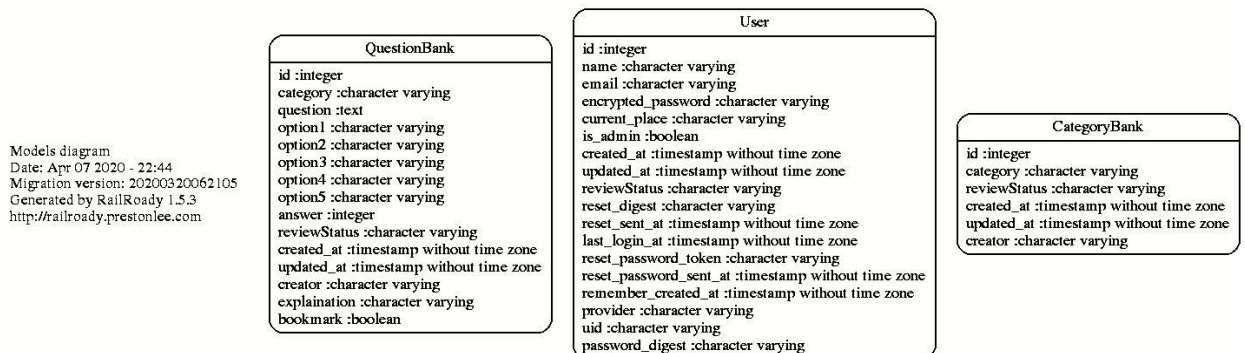 Models diagram
Date: Apr 07 2020 - 22:44
Migration version: 20200320062105
Generated by RailRoady 1.5.3
http://railroady.prestonlee.com
QuestionBank
id :integer
category :character varying
question :text
option1 :character varying
option2 :character varying
option3 :character varying
option4 :character varying
option5 :character varying
answer :integer
reviewStatus :character varying
created_at :timestamp without time zone
updated_at :timestamp without time zone
creator :character varying
explaination :character varying
bookmark :boolean
User
id :integer
name :character varying
email :character varying
encrypted_password :character varying
current_place :character varying
is_admin :boolean
created_at :timestamp without time zone
updated_at :timestamp without time zone
reviewStatus :character varying
reset_digest :character varying
reset_sent_at :timestamp without time zone
last_login_at :timestamp without time zone
reset_password_token :character varying
reset_password_sent_at :timestamp without time zone
remember_created_at :timestamp without time zone
provider :character varying
uid :character varying
password_digest :character varying
CategoryBank
id :integer
category :character varying
reviewStatus :character varying
created_at :timestamp without time zone
updated_at :timestamp without time zone
creator :character varying